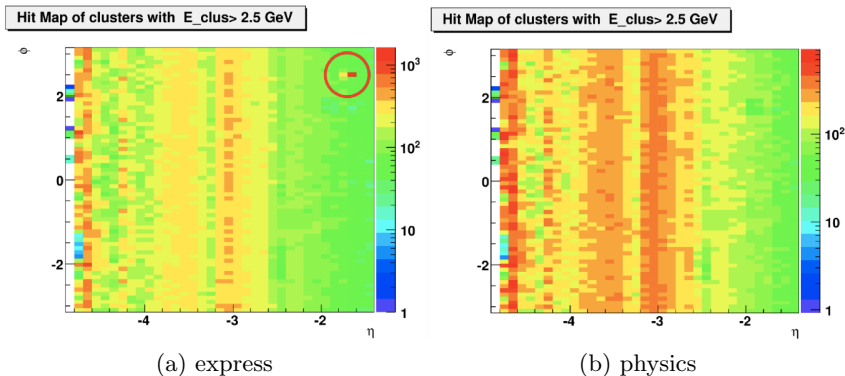 Hit Map of clusters with E_clus> 2.5 GeV
ϕ
2
0
-2
-4
-3
-2
η
10³
10²
10
1
(a) express
Hit Map of clusters with E_clus> 2.5 GeV
ϕ
2
0
-2
-4
-3
-2
η
10²
10
1
(b) physics